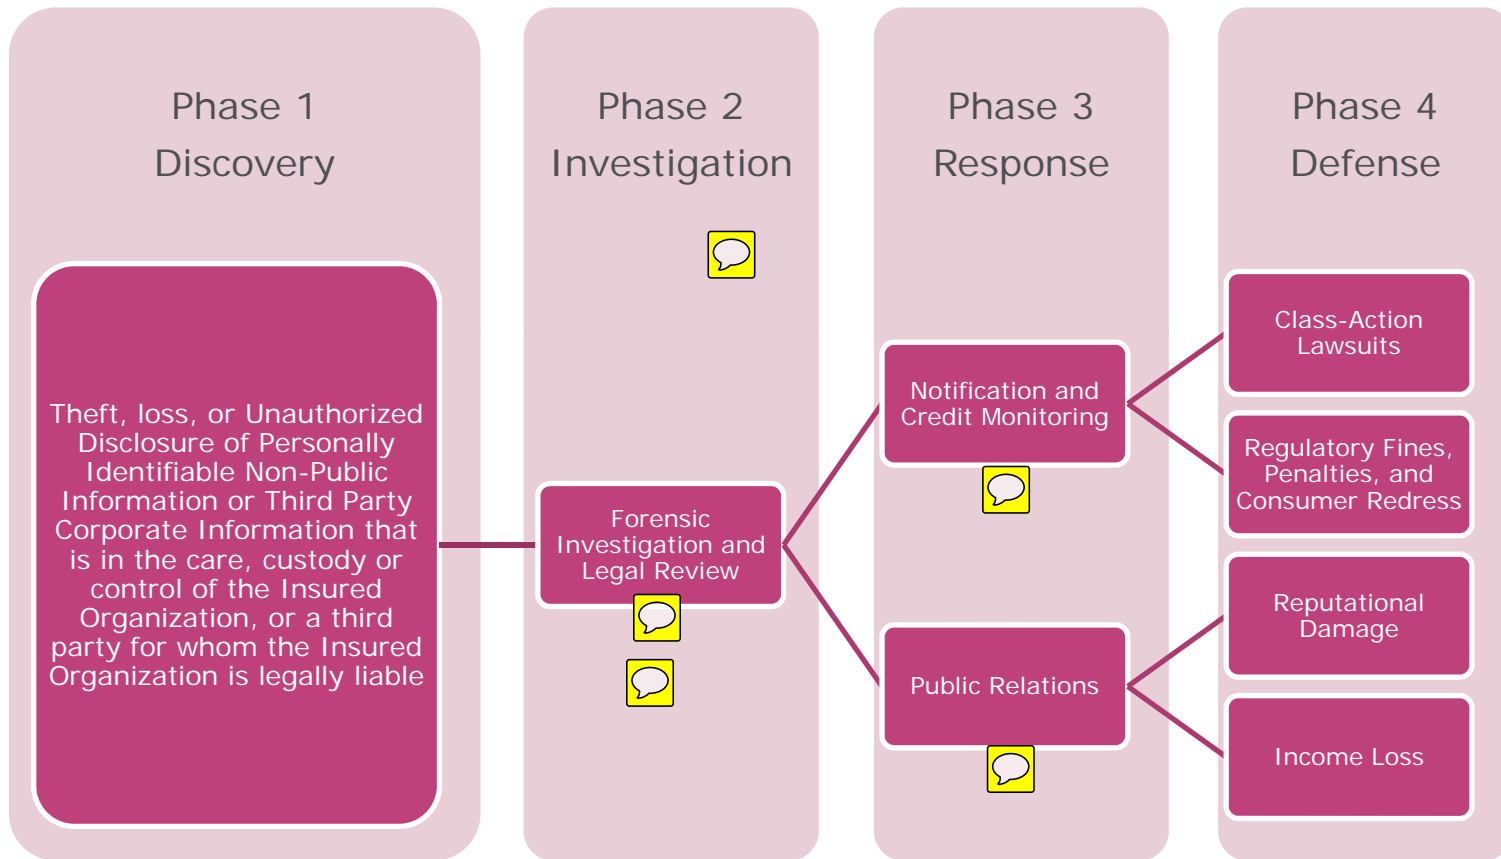 Phase 1
Discovery
Theft, loss, or Unauthorized
Disclosure of Personally
Identifiable Non-Public
Information or Third Party
Corporate Information that
is in the care, custody or
control of the Insured
Organization, or a third
party for whom the Insured
Organization is legally liable
Phase 2
Investigation
Forensic
Investigation and
Legal Review
Phase 3
Response
Notification and
Credit Monitoring
Public Relations
Phase 4
Defense
Class-Action
Lawsuits
Regulatory Fines,
Penalties, and
Consumer Redress
Reputational
Damage
Income Loss